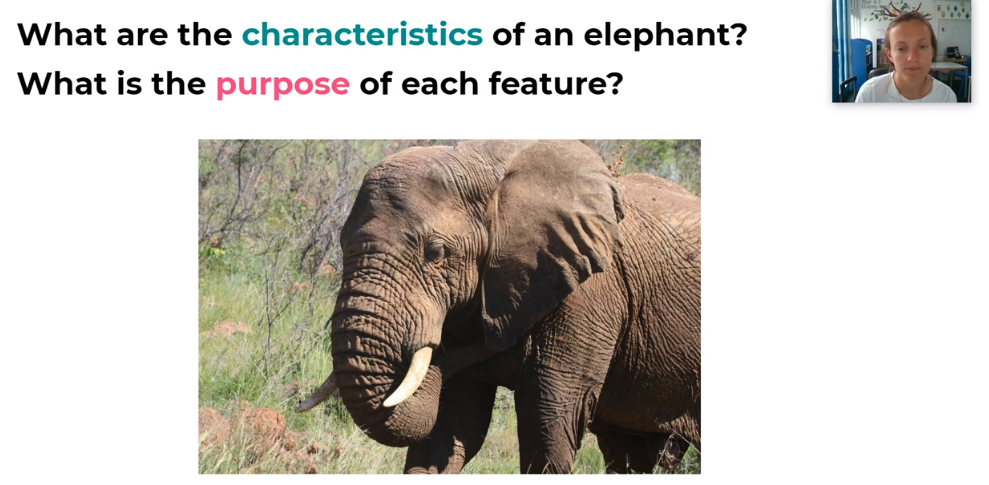 What are the characteristics of an elephant?
What is the purpose of each feature?